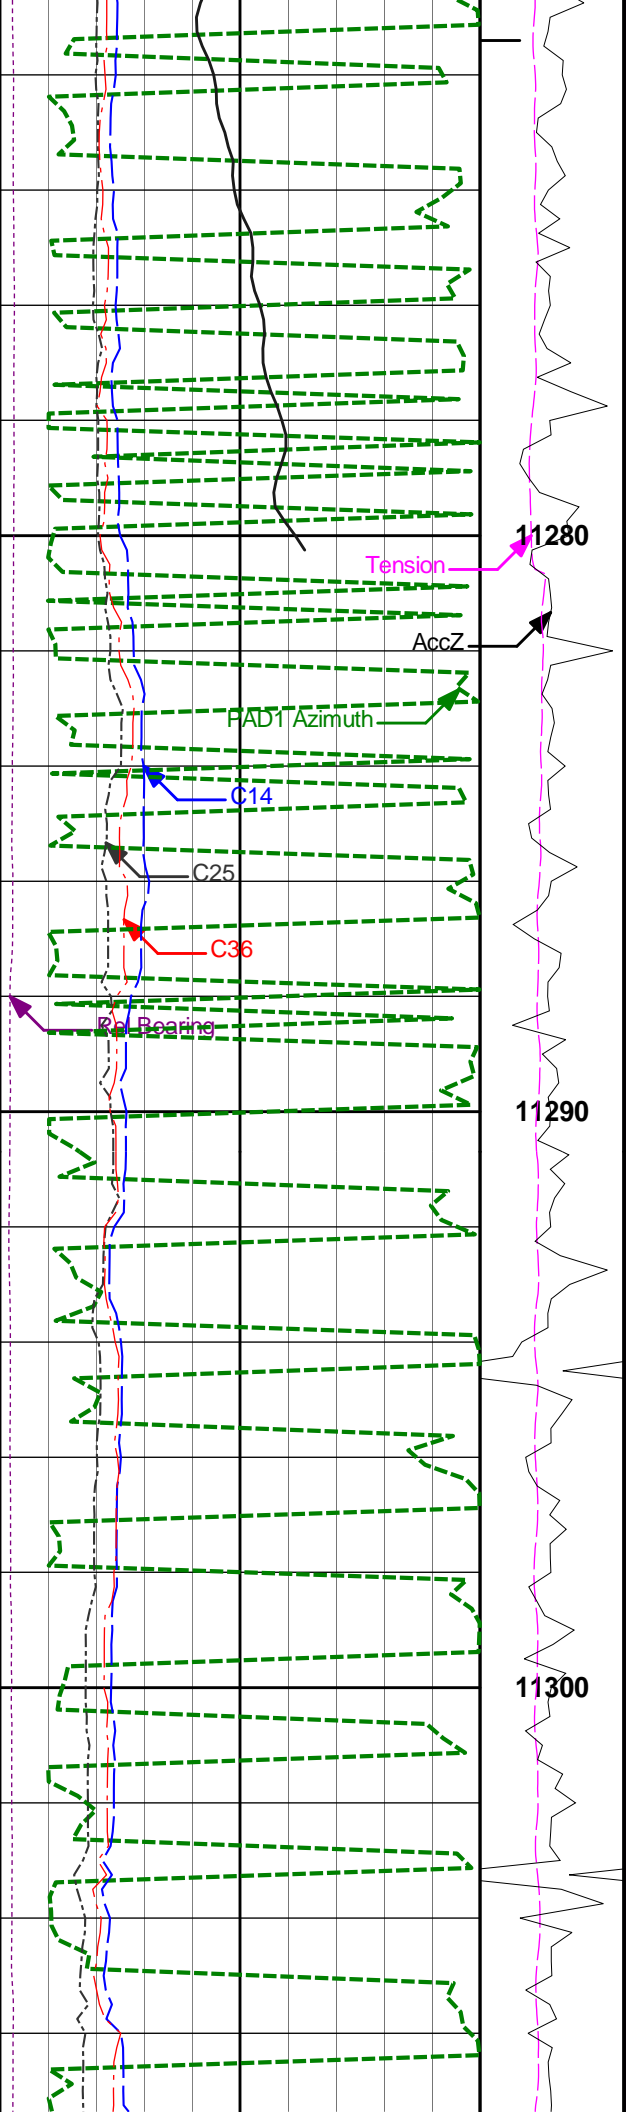 11280
Tension
AccZ
PAD1 Azimuth
C14
C25
C36
Rel Bearing
11290
11300